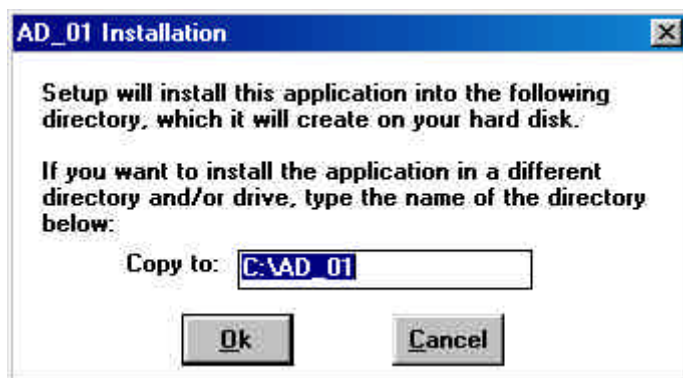 AD_01 Installation
Setup will install this application into the following
directory, which it will create on your hard disk.
If you want to install the application in a different
directory and/or drive, type the name of the directory
below:
Copy to: C:\AD_01
Ok Cancel